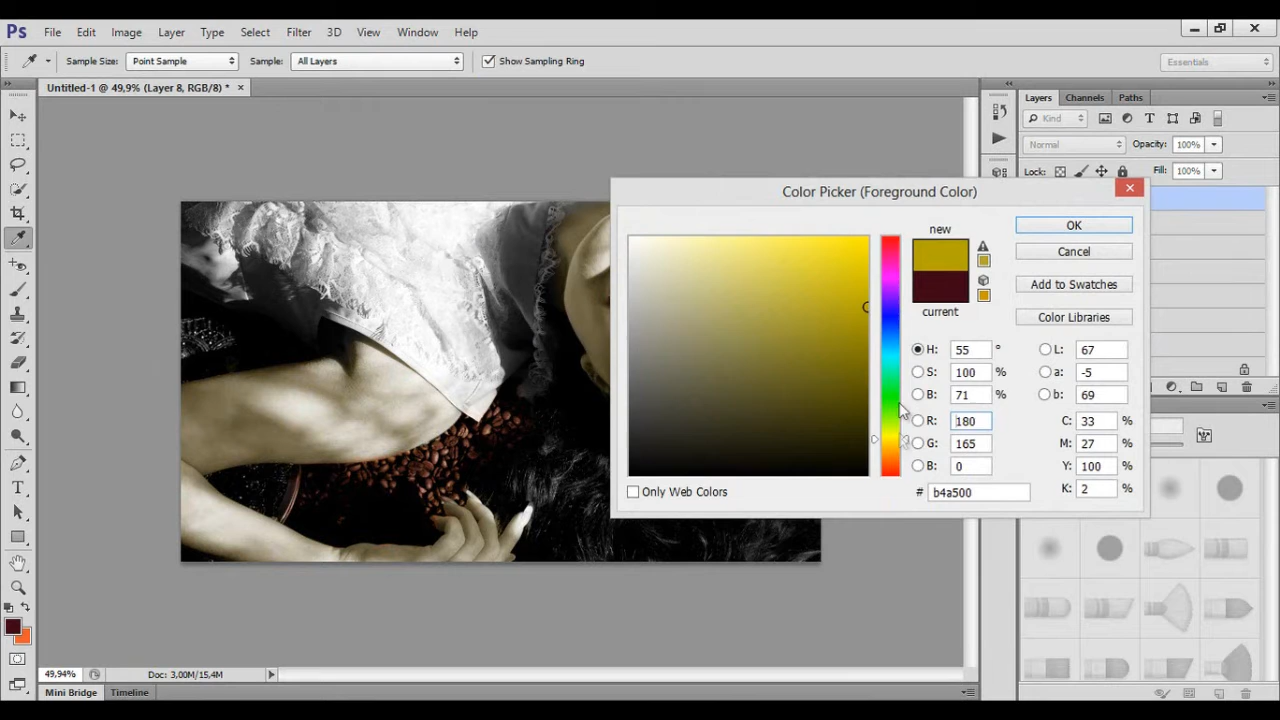 Ps File Edit Image Layer Type Select Filter 3D View Window Help
Sample Size: Point Sample Sample: All Layers Show Sampling Ring Essentials
Untitled-1 @ 49,9% (Layer 8, RGB/8) * ×
Layers Channels Paths
Kind
Normal Opacity: 100%
Lock: Fill: 100%
Color Picker (Foreground Color)
new
OK
Cancel
Add to Swatches
current
Color Libraries
H: 55 ° L: 67
S: 100 % a: -5
B: 71 % b: 69
R: 180 C: 33 %
G: 165 M: 27 %
B: 0 Y: 100 %
Only Web Colors # b4a500 K: 2 %
49,94% Doc: 3,00M/15,4M
Mini Bridge Timeline